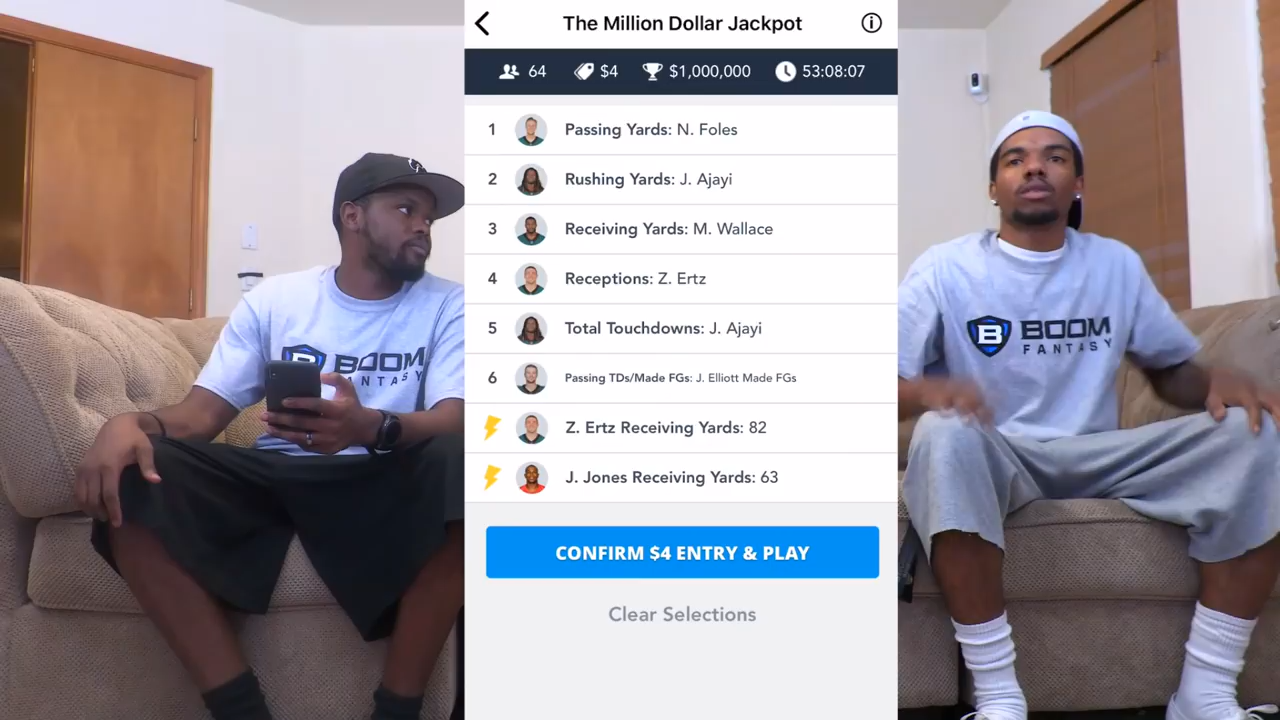 The Million Dollar Jackpot
64 $4 $1,000,000 53:08:07
1 Passing Yards: N. Foles
2 Rushing Yards: J. Ajayi
3 Receiving Yards: M. Wallace
4 Receptions: Z. Ertz
5 Total Touchdowns: J. Ajayi
6 Passing TDs/Made FGs: J. Elliott Made FGs
Z. Ertz Receiving Yards: 82
J. Jones Receiving Yards: 63
CONFIRM $4 ENTRY & PLAY
Clear Selections
B BOOM
FANTASY
B BOOM
FANTASY